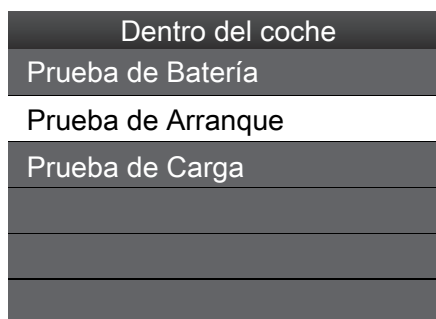 Dentro del coche
Prueba de Batería
Prueba de Arranque
Prueba de Carga